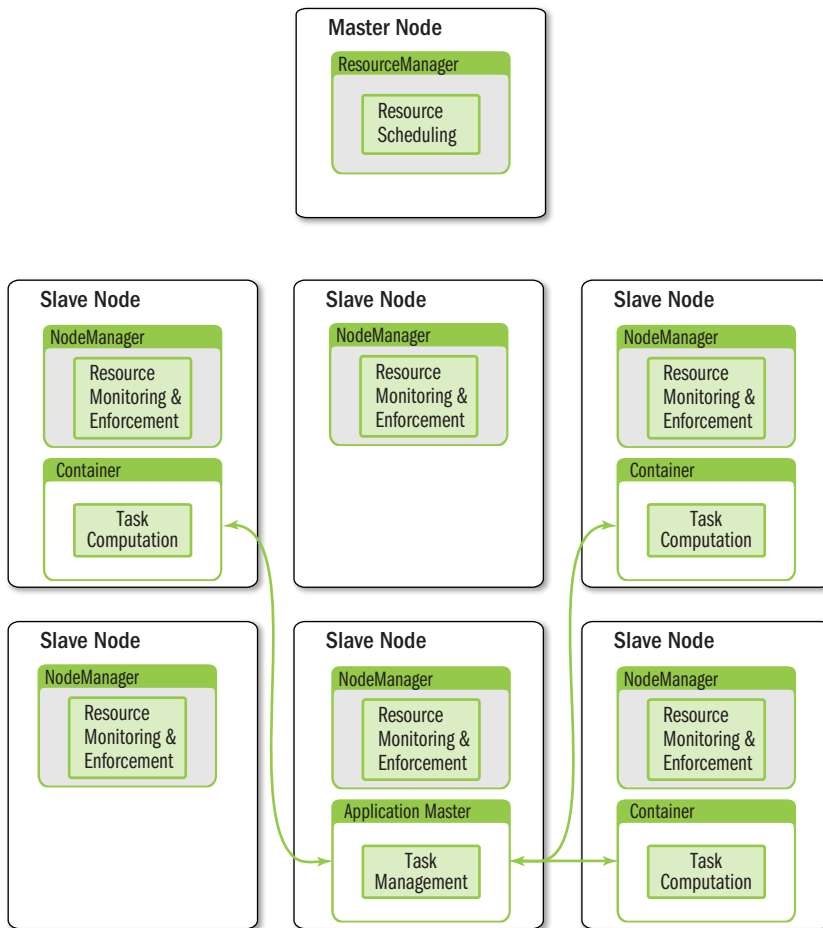 Master Node
ResourceManager
Resource
Scheduling
Slave Node
NodeManager
Resource
Monitoring &
Enforcement
Container
Task
Computation
Slave Node
NodeManager
Resource
Monitoring &
Enforcement
Slave Node
NodeManager
Resource
Monitoring &
Enforcement
Container
Task
Computation
Slave Node
NodeManager
Resource
Monitoring &
Enforcement
Slave Node
NodeManager
Resource
Monitoring &
Enforcement
Application Master
Task
Management
Slave Node
NodeManager
Resource
Monitoring &
Enforcement
Container
Task
Computation